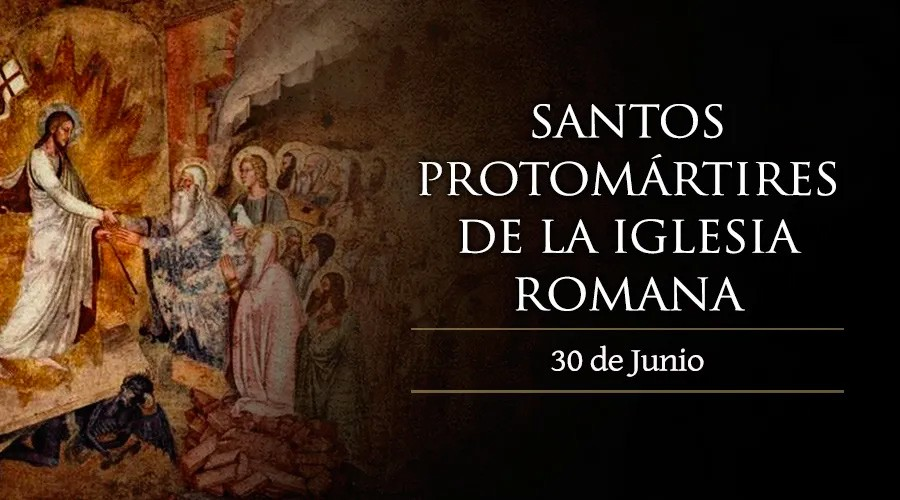 SANTOS
PROTOMÁRTIRES
DE LA IGLESIA
ROMANA
30 de Junio